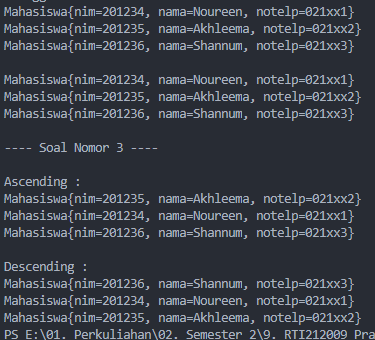 Mahasiswa{nim=201234, nama=Noureen, notelp=021xx1}
Mahasiswa{nim=201235, nama=Akhleema, notelp=021xx2}
Mahasiswa{nim=201236, nama=Shannum, notelp=021xx3}
Mahasiswa{nim=201234, nama=Noureen, notelp=021xx1}
Mahasiswa{nim=201235, nama=Akhleema, notelp=021xx2}
Mahasiswa{nim=201236, nama=Shannum, notelp=021xx3}
---- Soal Nomor 3 ----
Ascending :
Mahasiswa{nim=201235, nama=Akhleema, notelp=021xx2}
Mahasiswa{nim=201234, nama=Noureen, notelp=021xx1}
Mahasiswa{nim=201236, nama=Shannum, notelp=021xx3}
Descending :
Mahasiswa{nim=201236, nama=Shannum, notelp=021xx3}
Mahasiswa{nim=201234, nama=Noureen, notelp=021xx1}
Mahasiswa{nim=201235, nama=Akhleema, notelp=021xx2}
PS E:\01. Perkuliahan\02. Semester 2\9. RTI212009 Pra